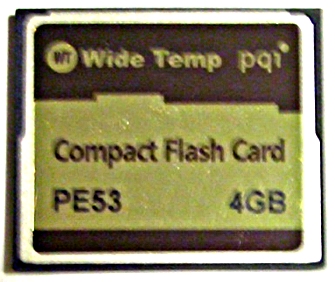 WT Wide Temp pqi
Compact Flash Card
PE53 4GB